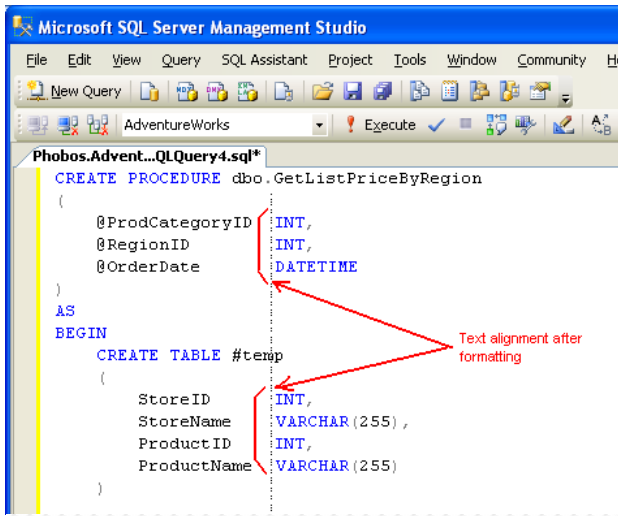 Microsoft SQL Server Management Studio
File Edit View Query SQL Assistant Project Tools Window Community H
New Query
AdventureWorks Execute
Phobos.Advent...QLQuery4.sql*
CREATE PROCEDURE dbo.GetListPriceByRegion
(
@ProdCategoryID INT,
@RegionID INT,
@OrderDate DATETIME
)
AS
BEGIN
Text alignment after
formatting
CREATE TABLE #temp
(
StoreID INT,
StoreName VARCHAR(255),
ProductID INT,
ProductName VARCHAR(255)
)